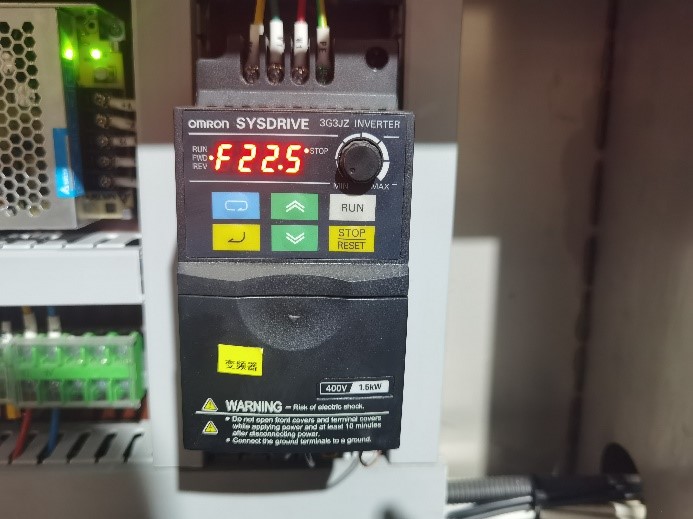 omron SYSDRIVE 3G3JZ INVERTER
RUN
FWD
REV
F22.5
STOP
MIN
MAX
RUN
STOP
RESET
变频器
400V 1.5kW
WARNING – Risk of electric shock.
• Do not open front covers and terminal covers
while applying power and at least 10 minutes
after disconnecting power.
• Connect the ground terminals to a ground.